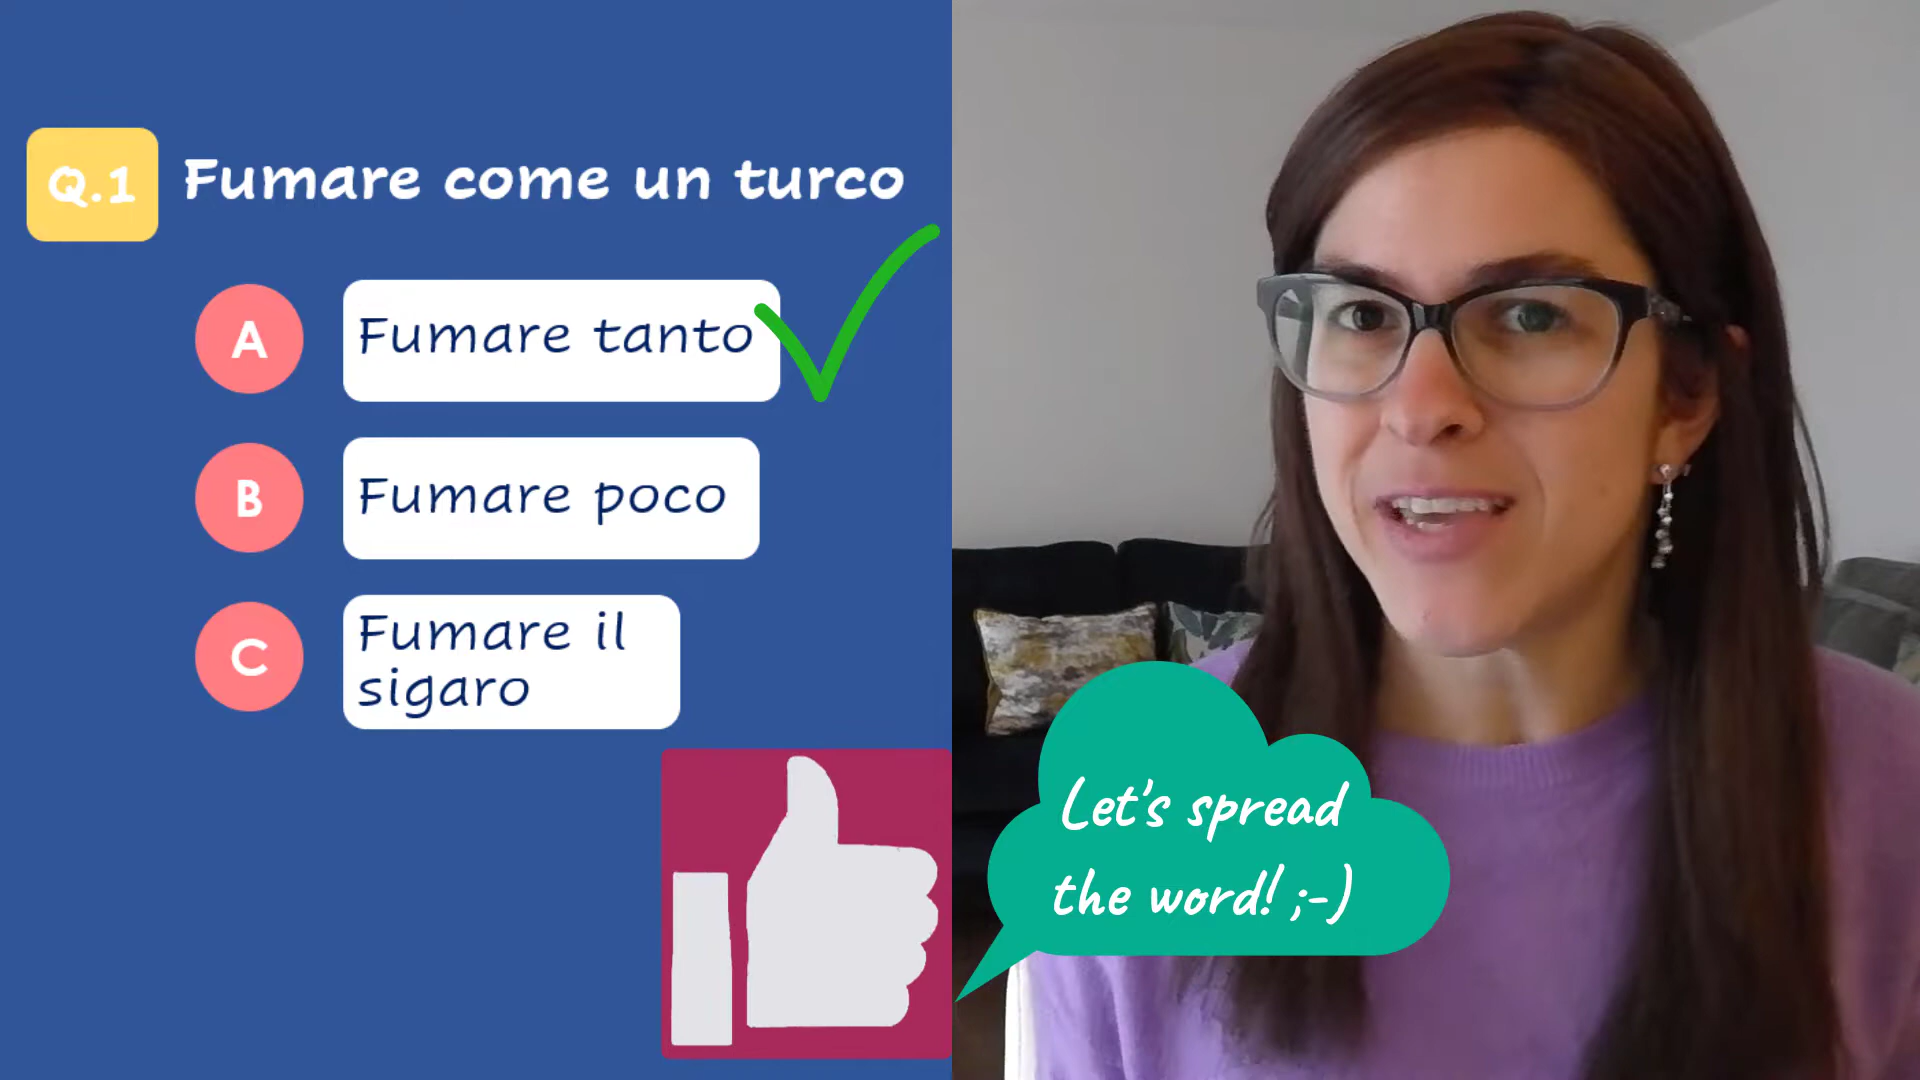 Q.1
Fumare come un turco
A
Fumare tanto
B
Fumare poco
C
Fumare il
sigaro
Let's spread
the word! ;-)